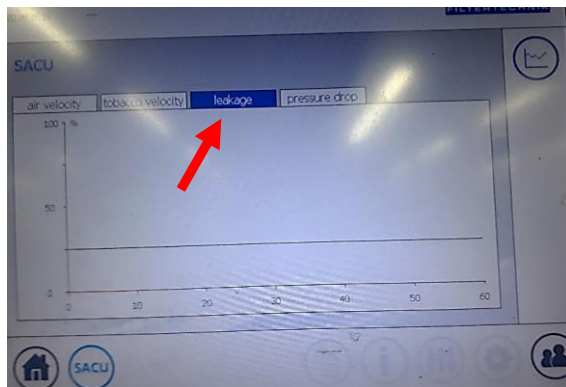 FILTERTECHNIK
SACU
air velocity
tobacco velocity
leakage
pressure drop
100 %
50
0
0 10 20 30 40 50 60
SACU